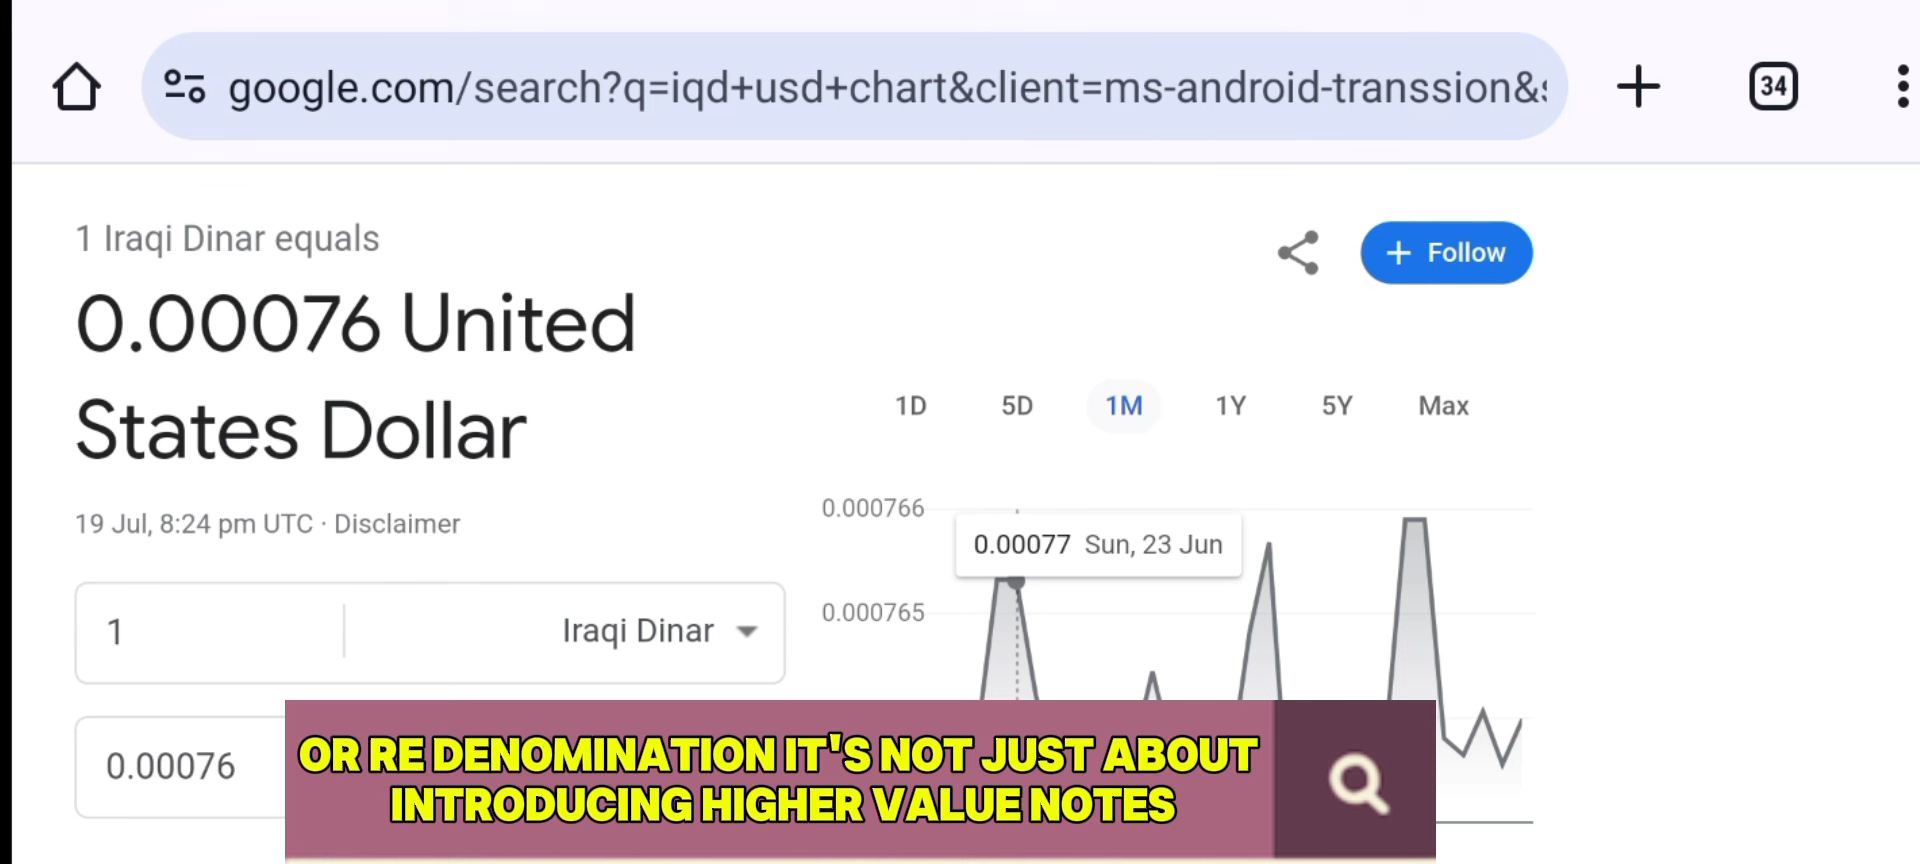 google.com/search?q=iqd+usd+chart&client=ms-android-transsion&
34
1 Iraqi Dinar equals
0.00076 United
States Dollar
19 Jul, 8:24 pm UTC · Disclaimer
+ Follow
1D 5D 1M 1Y 5Y Max
0.000766
0.00077 Sun, 23 Jun
0.000765
1 Iraqi Dinar
0.00076
OR RE DENOMINATION IT'S NOT JUST ABOUT
INTRODUCING HIGHER VALUE NOTES